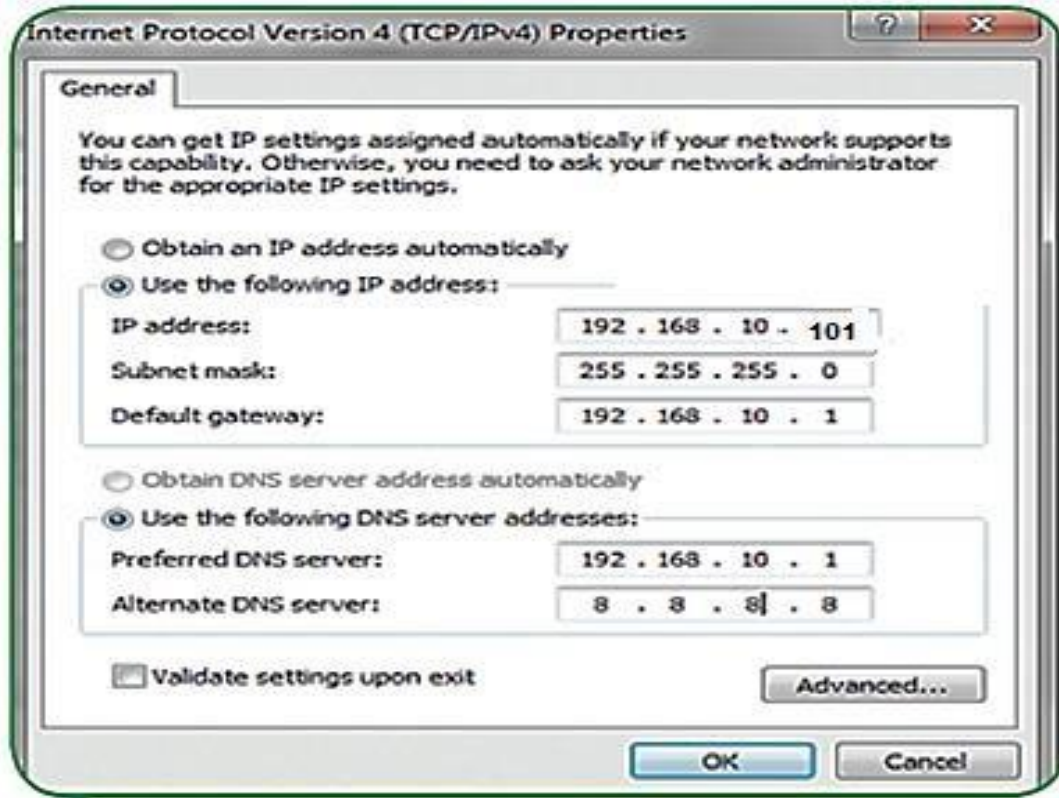 Internet Protocol Version 4 (TCP/IPv4) Properties
?
General
You can get IP settings assigned automatically if your network supports
this capability. Otherwise, you need to ask your network administrator
for the appropriate IP settings.
Obtain an IP address automatically
Use the following IP address:
IP address: 192 . 168 . 10 . 101
Subnet mask: 255 . 255 . 255 . 0
Default gateway: 192 . 168 . 10 . 1
Obtain DNS server address automatically
Use the following DNS server addresses:
Preferred DNS server: 192 . 168 . 10 . 1
Alternate DNS server: 8 . 8 . 8 . 8
Validate settings upon exit
Advanced...
OK Cancel